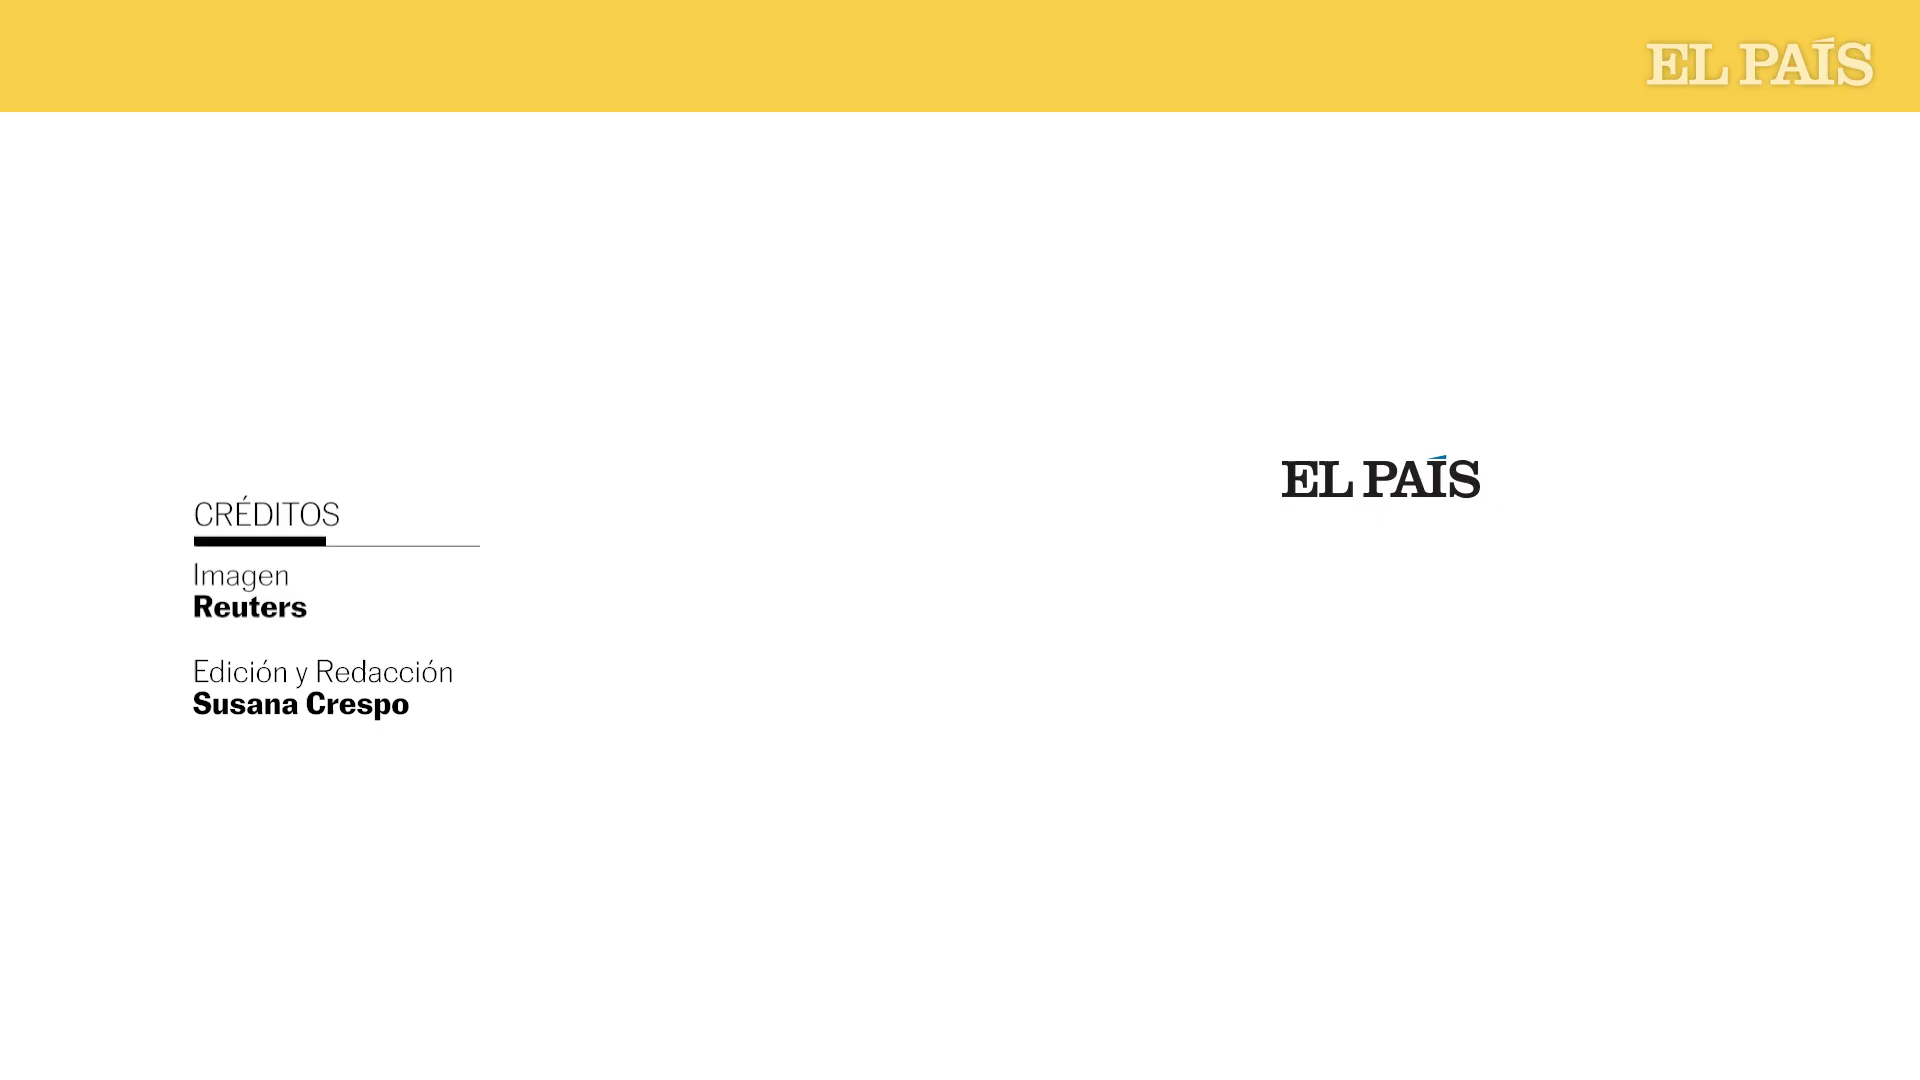 EL PAÍS
EL PAÍS
CRÉDITOS
Imagen
Reuters
Edición y Redacción
Susana Crespo